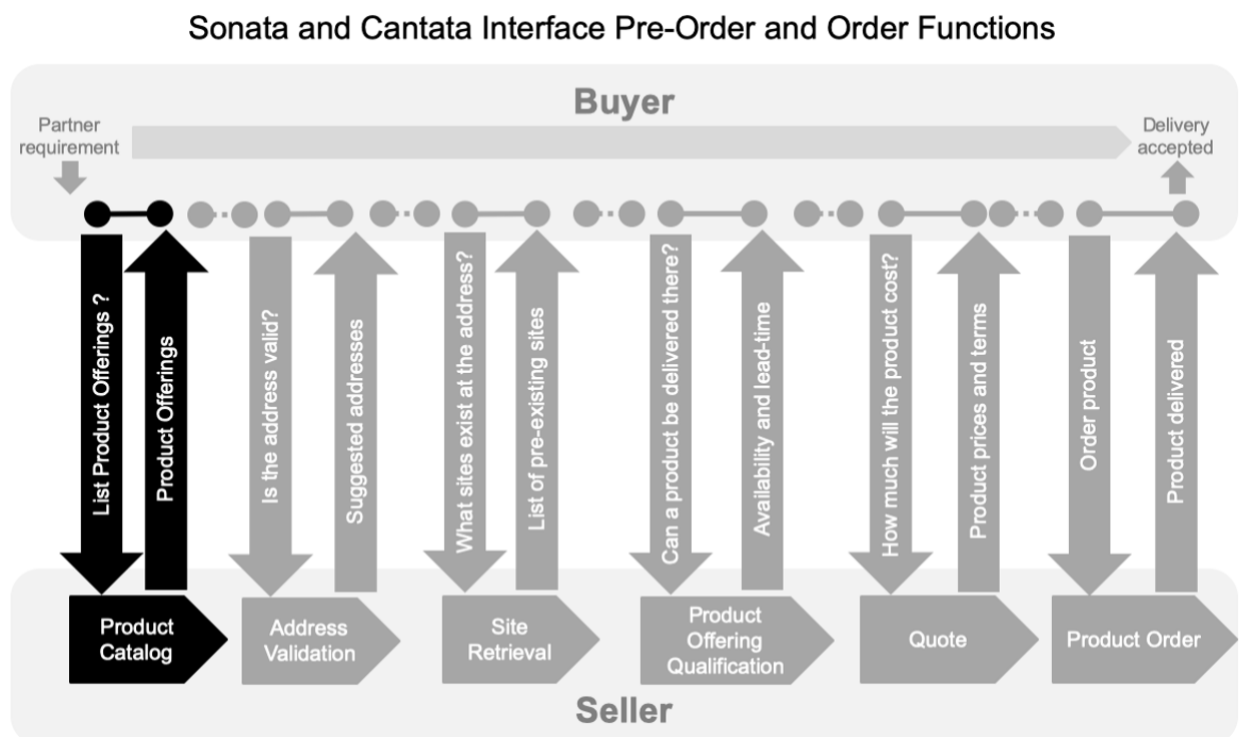 Sonata and Cantata Interface Pre-Order and Order Functions
Buyer
Partner
requirement
Delivery
accepted
List Product Offerings ?
Product Offerings
Is the address valid?
Suggested addresses
What sites exist at the address?
List of pre-existing sites
Can a product be delivered there?
Availability and lead-time
How much will the product cost?
Product prices and terms
Order product
Product delivered
Product
Catalog
Address
Validation
Site
Retrieval
Product
Offering
Qualification
Quote
Product Order
Seller